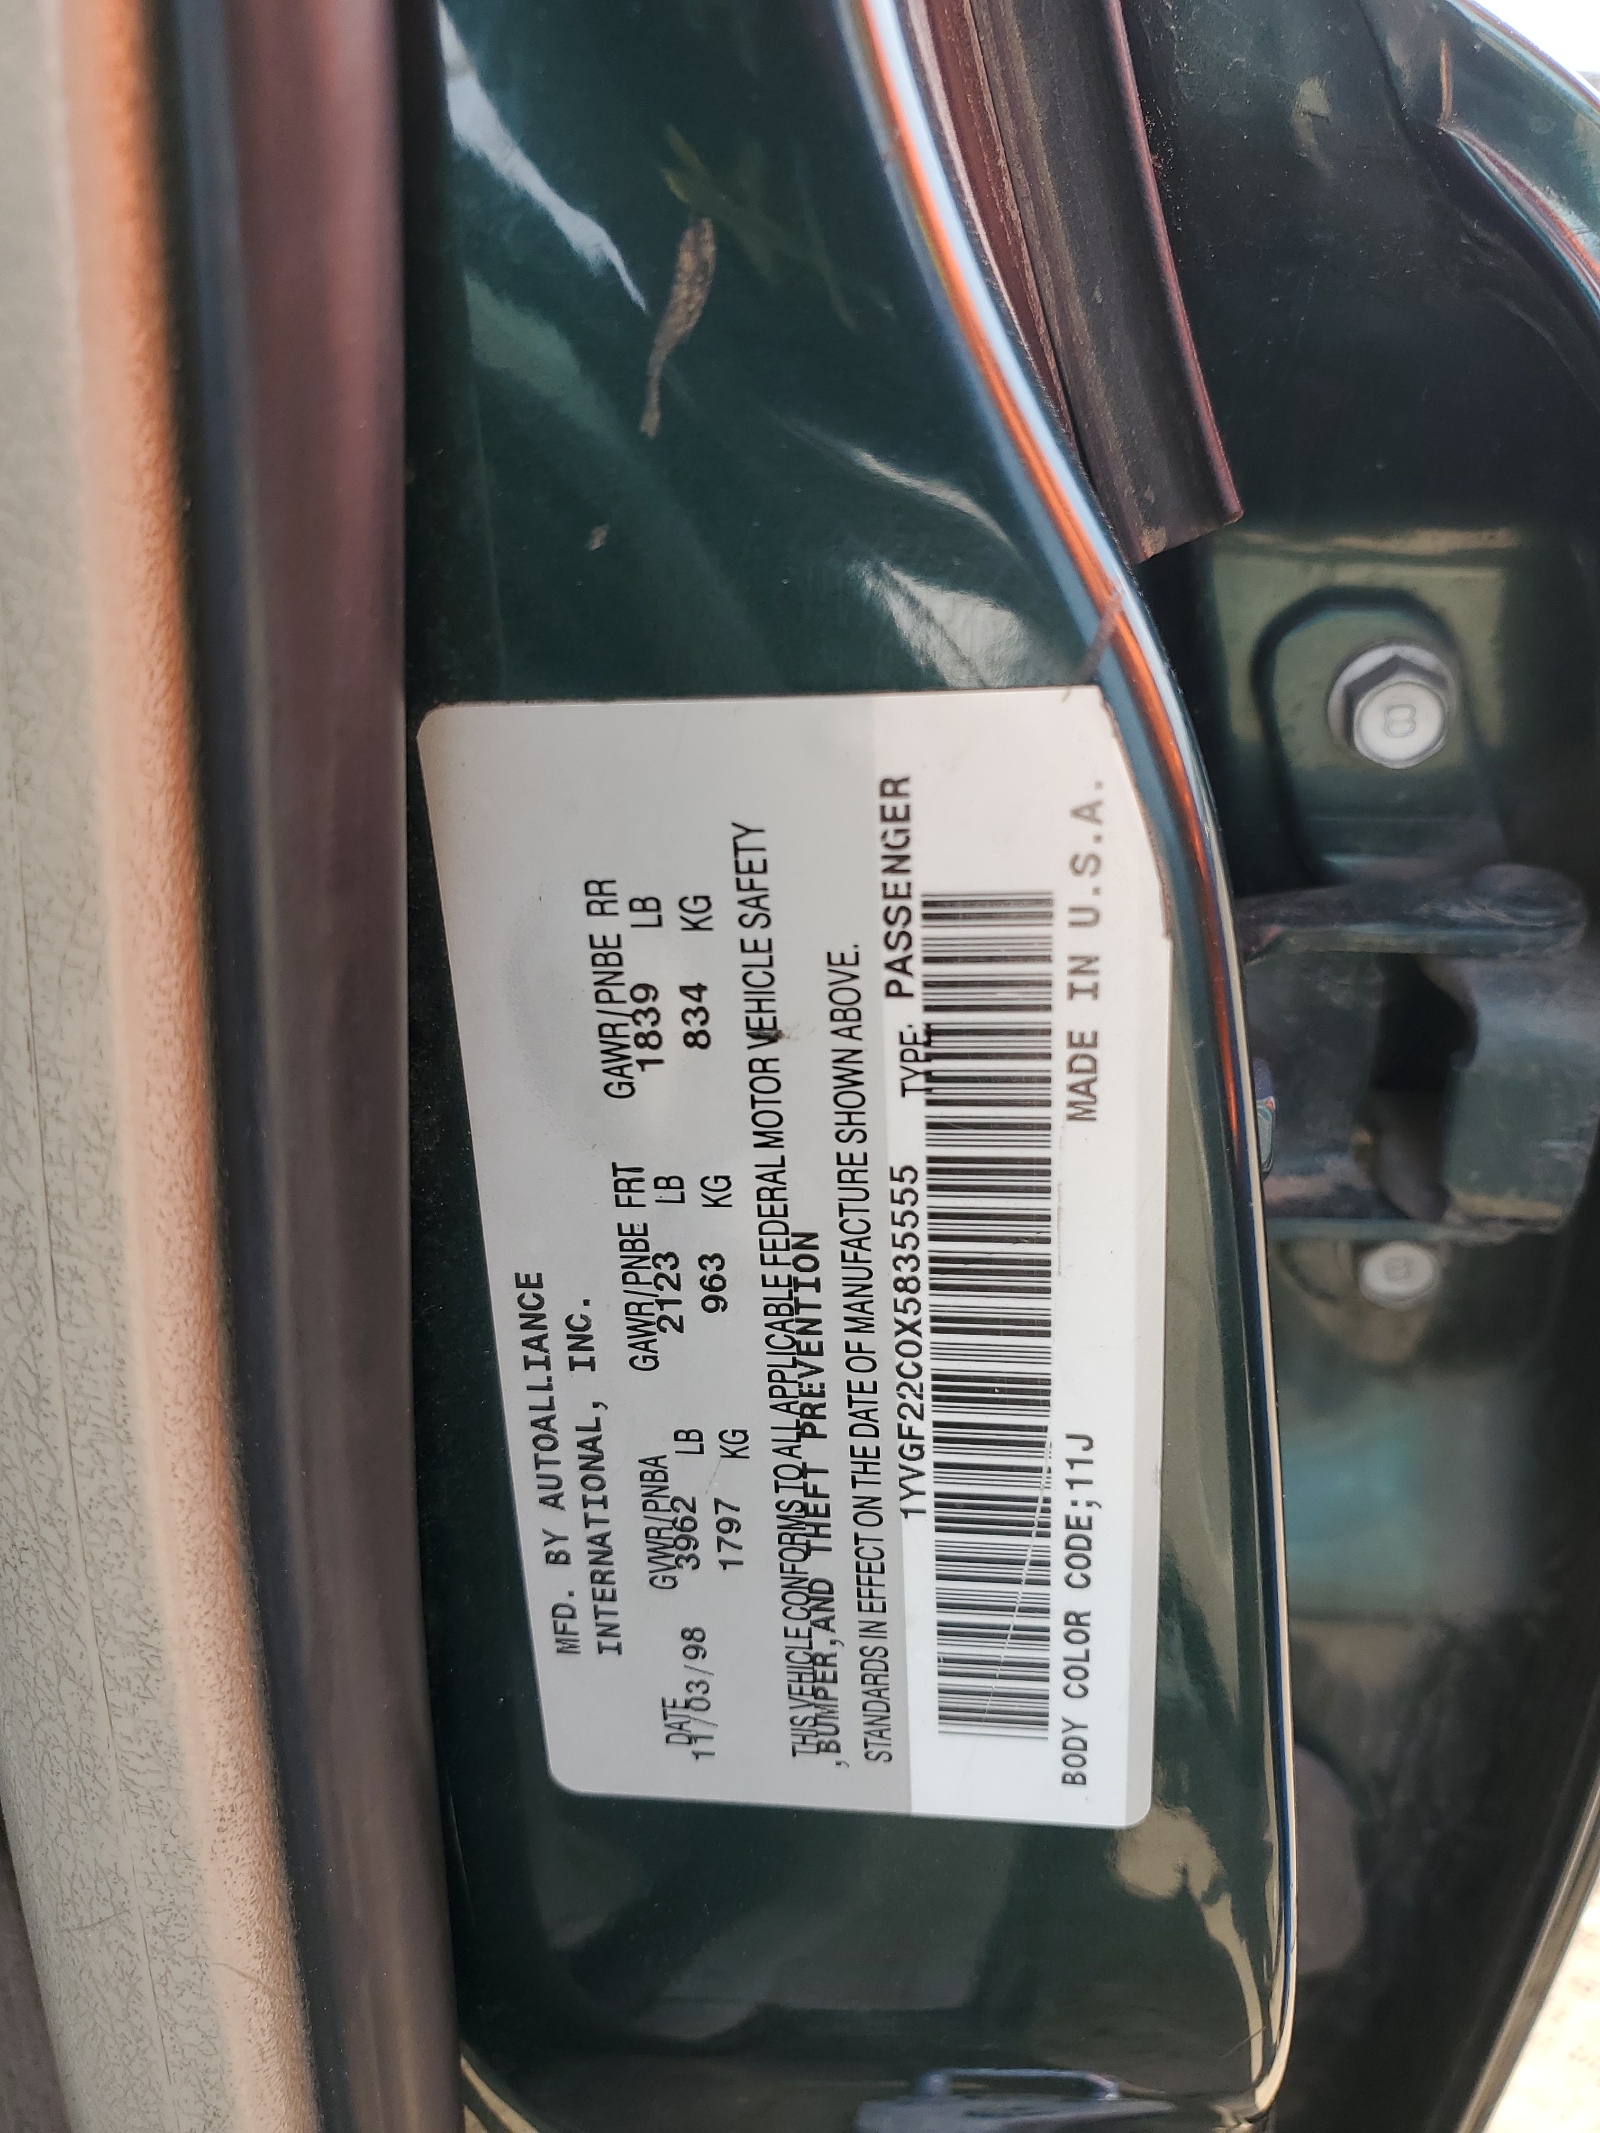 MFD. BY AUTOALLIANCE
INTERNATIONAL, INC.
DATE GVWR/PNBA GAWR/PNBE FRT GAWR/PNBE RR
11/03/98 3962 LB 2123 LB 1839 LB
1797 KG 963 KG 834 KG
THIS VEHICLE CONFORMS TO ALL APPLICABLE FEDERAL MOTOR VEHICLE SAFETY
, BUMPER, AND THEFT PREVENTION
STANDARDS IN EFFECT ON THE DATE OF MANUFACTURE SHOWN ABOVE.
1YVGF22C0X5835555 TYPE: PASSENGER
BODY COLOR CODE;11J MADE IN U.S.A.
8
8